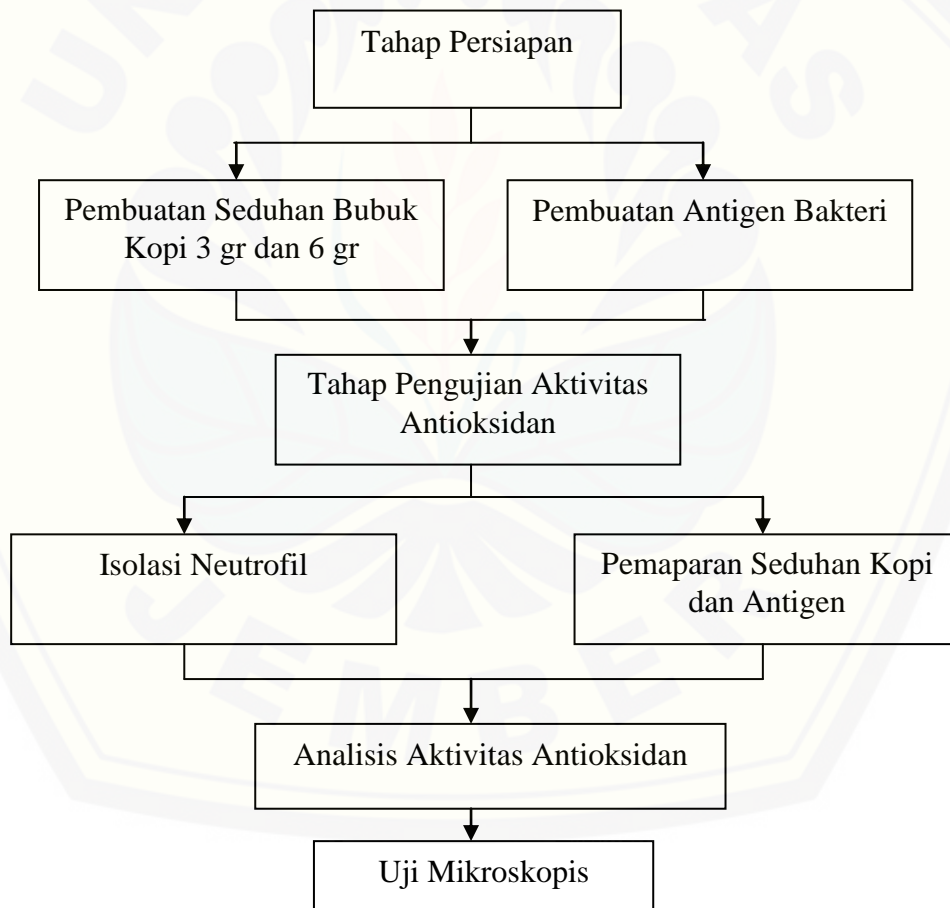 Tahap Persiapan
Pembuatan Seduhan Bubuk
Kopi 3 gr dan 6 gr
Pembuatan Antigen Bakteri
Tahap Pengujian Aktivitas
Antioksidan
Isolasi Neutrofil
Pemaparan Seduhan Kopi
dan Antigen
Analisis Aktivitas Antioksidan
Uji Mikroskopis
JEMBER